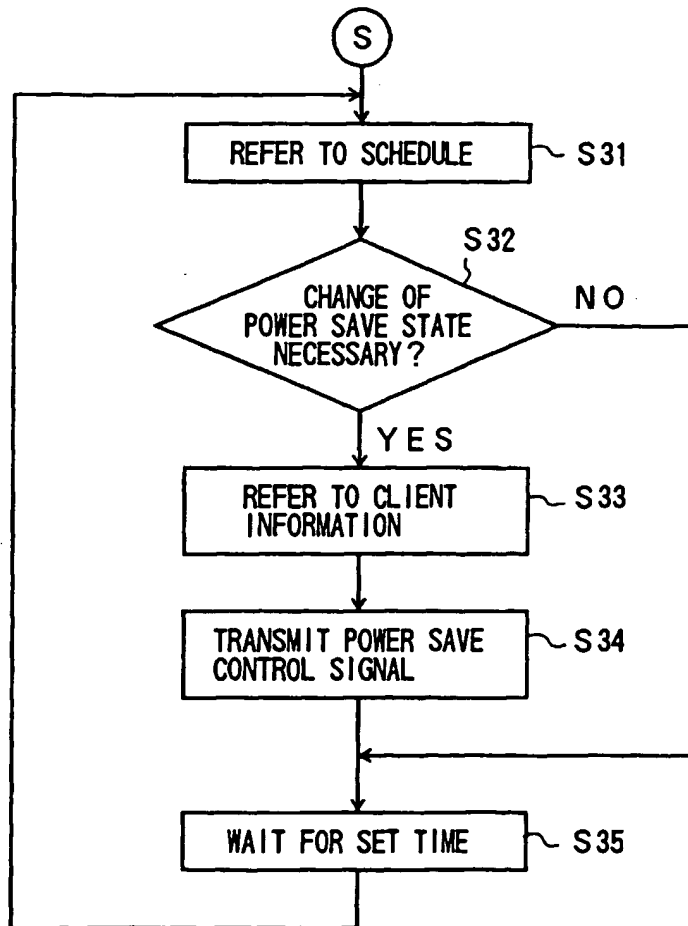 S
REFER TO SCHEDULE
S31
S32
CHANGE OF
POWER SAVE STATE
NECESSARY?
NO
YES
REFER TO CLIENT
INFORMATION
S33
TRANSMIT POWER SAVE
CONTROL SIGNAL
S34
WAIT FOR SET TIME
S35